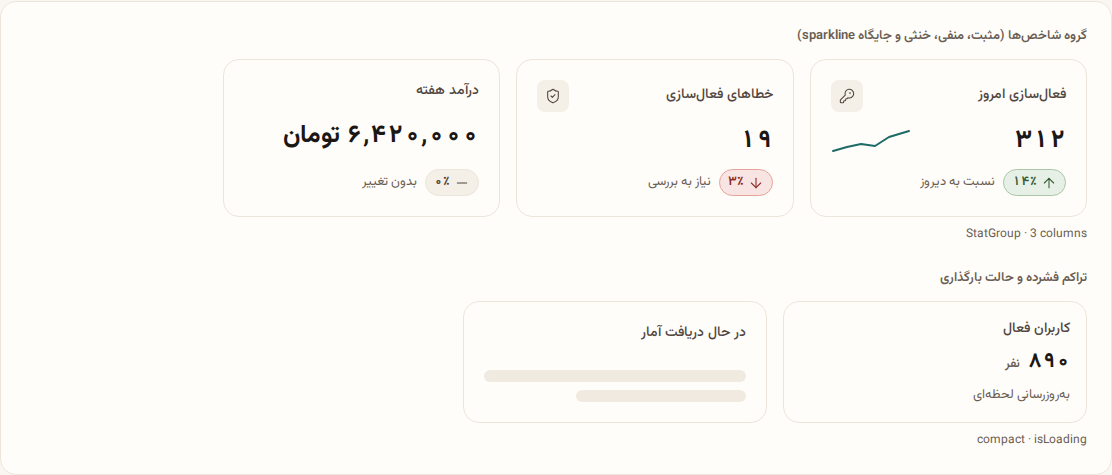 گروه شاخص‌ها (مثبت، منفی، خنثی و جایگاه sparkline)
فعال‌سازی امروز
۳۱۲
۱۴٪ نسبت به دیروز
خطاهای فعال‌سازی
۱۹
۳٪ نیاز به بررسی
درآمد هفته
۶,۴۲۰,۰۰۰ تومان
۰٪ بدون تغییر
StatGroup · 3 columns
تراکم فشرده و حالت بارگذاری
کاربران فعال
۸۹۰ نفر
به‌روزرسانی لحظه‌ای
در حال دریافت آمار
compact · isLoading